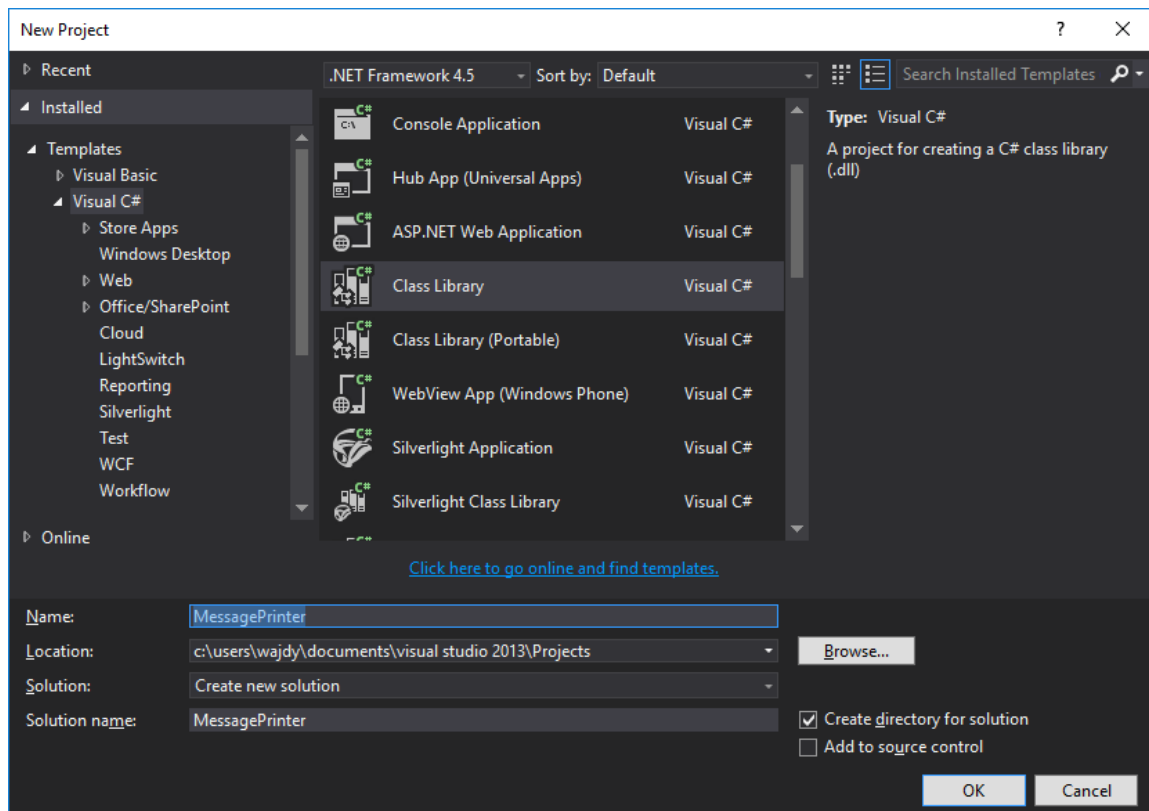 New Project
?
Recent
.NET Framework 4.5
Sort by:
Default
Search Installed Templates
Installed
Templates
Visual Basic
Visual C#
Store Apps
Windows Desktop
Web
Office/SharePoint
Cloud
LightSwitch
Reporting
Silverlight
Test
WCF
Workflow
Online
C#
C:\
Console Application
Visual C#
C#
Hub App (Universal Apps)
Visual C#
C#
ASP.NET Web Application
Visual C#
C#
Class Library
Visual C#
C#
Class Library (Portable)
Visual C#
C#
WebView App (Windows Phone)
Visual C#
C#
Silverlight Application
Visual C#
C#
Silverlight Class Library
Visual C#
Type: Visual C#
A project for creating a C# class library
(.dll)
Click here to go online and find templates.
Name:
MessagePrinter
Location:
c:\users\wajdy\documents\visual studio 2013\Projects
Browse...
Solution:
Create new solution
Solution name:
MessagePrinter
Create directory for solution
Add to source control
OK
Cancel